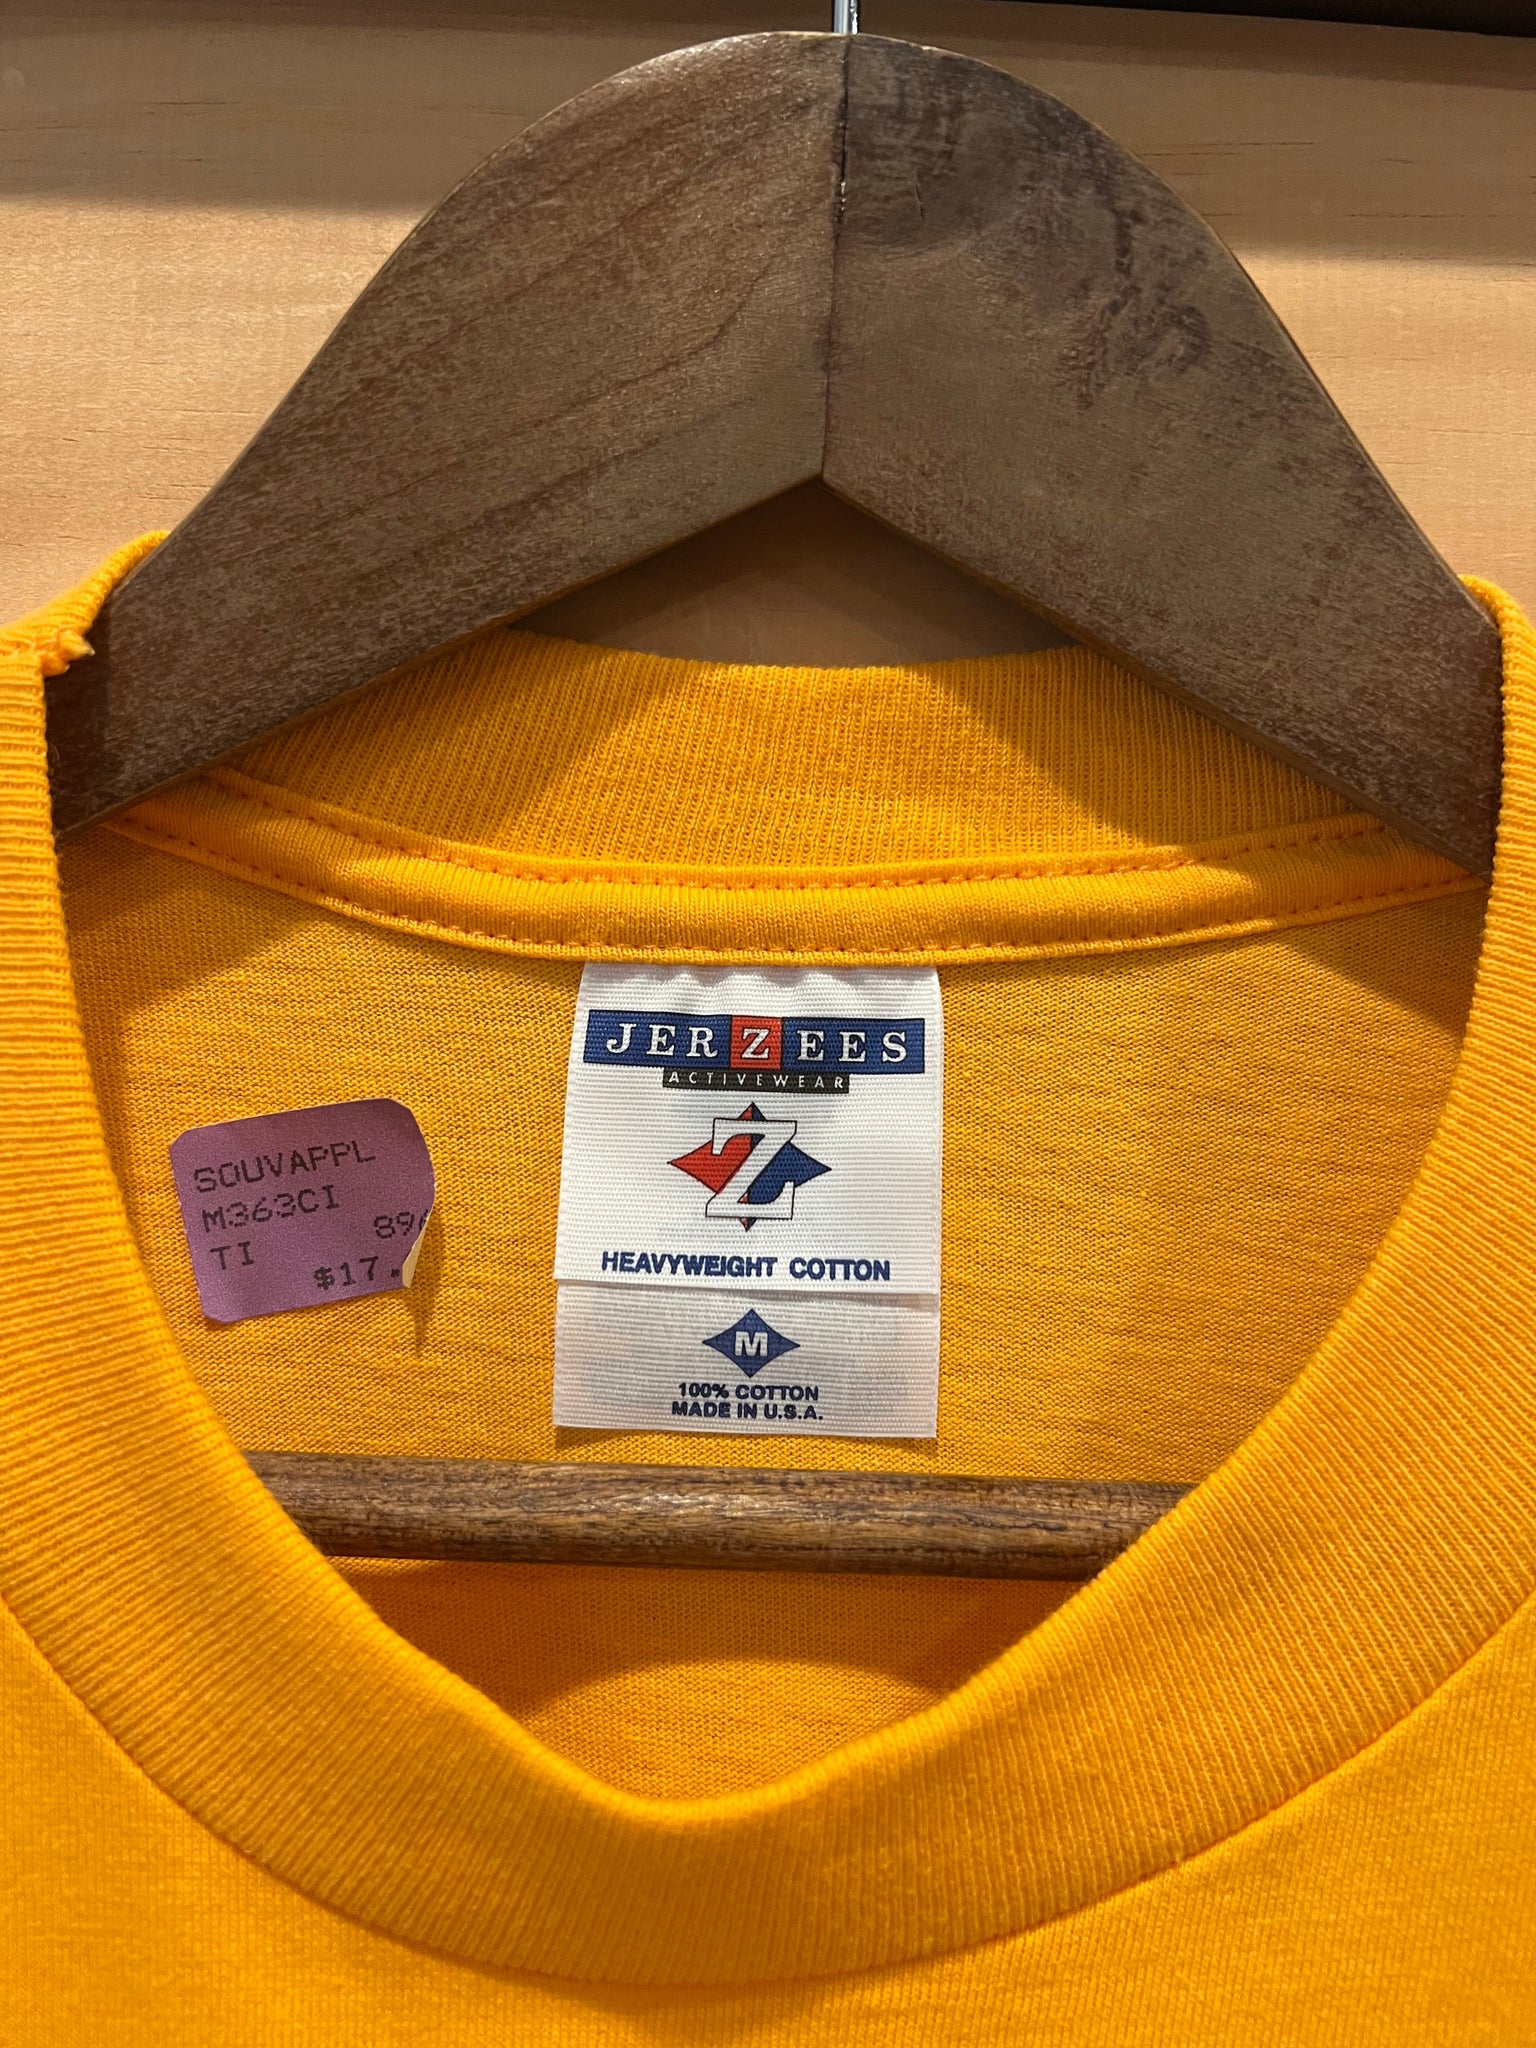 JERZEES
ACTIVEWEAR
Z
HEAVYWEIGHT COTTON
M
100% COTTON
MADE IN U.S.A.
SOUVAPPL
M363CI
TI
$17.